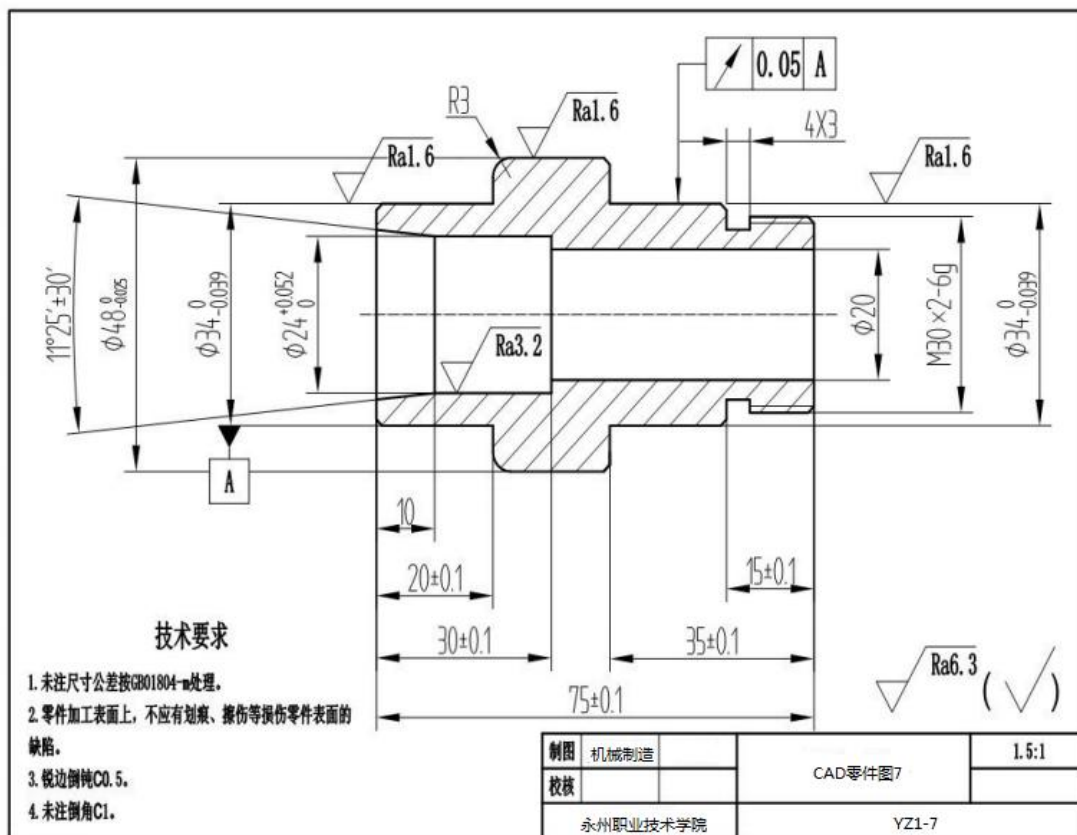 0.05 A
R3
Ra1.6
4X3
Ra1.6
Ra1.6
11°25′±30′
ϕ48 0 -0.025
ϕ34 0 -0.039
ϕ24 +0.052 0
Ra3.2
ϕ20
M30×2-6g
ϕ34 0 -0.039
A
10
20±0.1
15±0.1
30±0.1
35±0.1
75±0.1
技术要求
1.未注尺寸公差按GB01804-m处理。
2.零件加工表面上，不应有划痕、擦伤等损伤零件表面的
缺陷。
3.锐边倒钝C0.5。
4.未注倒角C1。
Ra6.3 ( )
制图 机械制造 CAD零件图7 1.5:1
校核
永州职业技术学院 YZ1-7